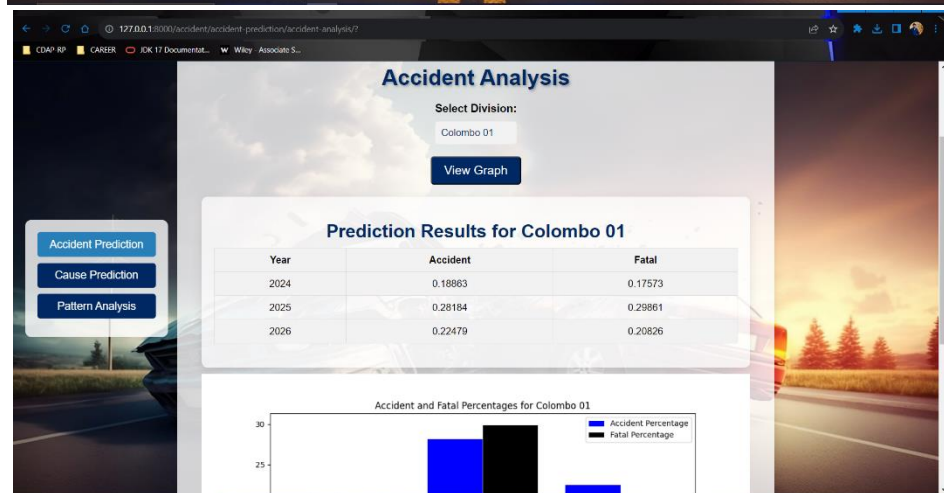 127.0.0.1:8000/accident/accident-prediction/accident-analysis/?
CDAP-RP CAREER JDK 17 Documentat... W Wiley - Associate S...
Accident Analysis
Select Division:
Colombo 01
View Graph
Accident Prediction
Cause Prediction
Pattern Analysis
Prediction Results for Colombo 01
Year Accident Fatal
2024 0.18863 0.17573
2025 0.28184 0.29861
2026 0.22479 0.20826
Accident and Fatal Percentages for Colombo 01
30
Accident Percentage
Fatal Percentage
25